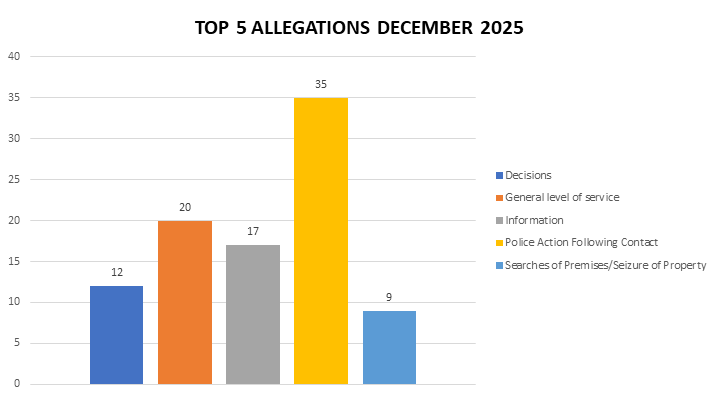 TOP 5 ALLEGATIONS DECEMBER 2025
40
35
30
25
20
15
10
5
0
12
20
17
35
9
Decisions
General level of service
Information
Police Action Following Contact
Searches of Premises/Seizure of Property